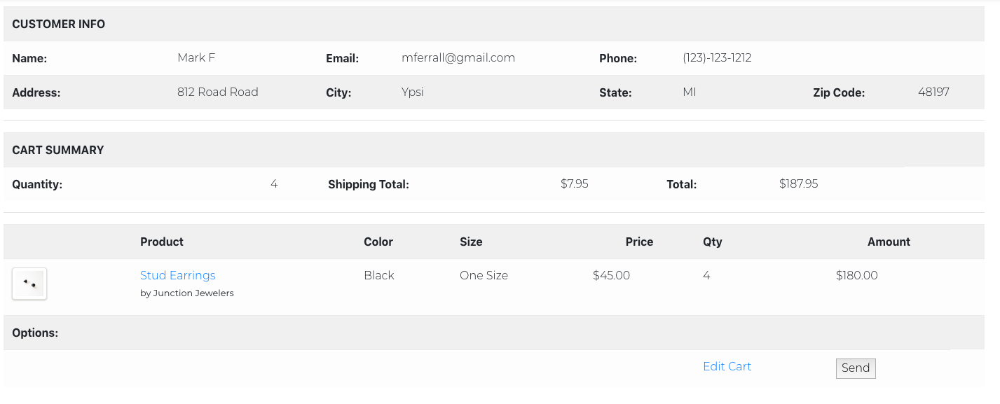 CUSTOMER INFO
Name: Mark F Email: mferrall@gmail.com Phone: (123)-123-1212
Address: 812 Road Road City: Ypsi State: MI Zip Code: 48197
CART SUMMARY
Quantity: 4 Shipping Total: $7.95 Total: $187.95
Product Color Size Price Qty Amount
Stud Earrings Black One Size $45.00 4 $180.00
by Junction Jewelers
Options:
Edit Cart Send